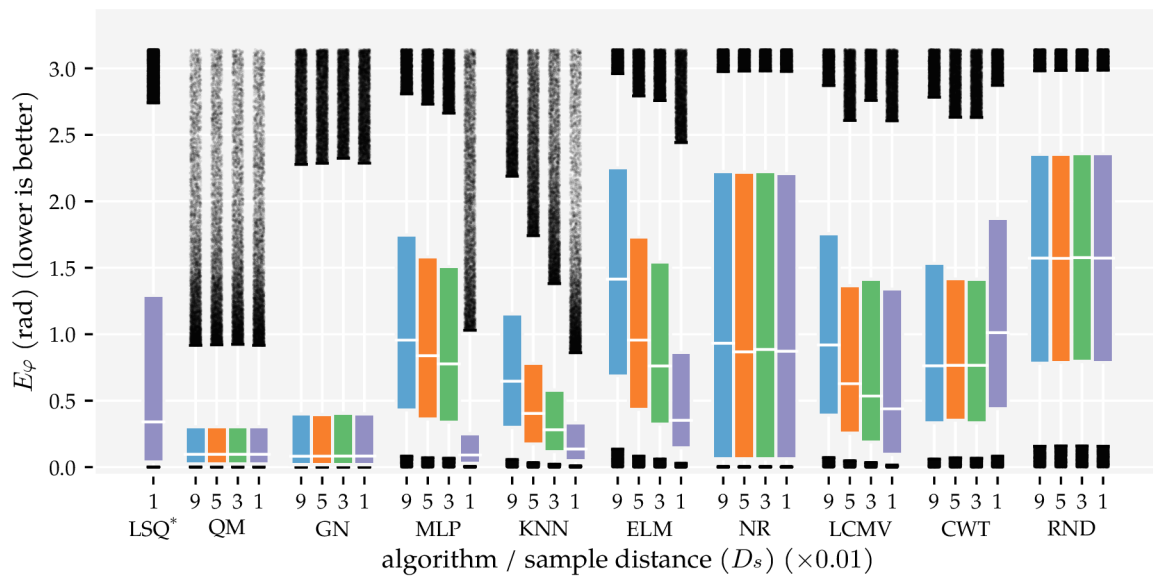 E𝜑 (rad) (lower is better)
3.0
2.5
2.0
1.5
1.0
0.5
0.0
1 9 5 3 1 9 5 3 1 9 5 3 1 9 5 3 1 9 5 3 1 9 5 3 1 9 5 3 1 9 5 3 1 9 5 3 1
LSQ* QM GN MLP KNN ELM NR LCMV CWT RND
algorithm / sample distance (Ds) (×0.01)